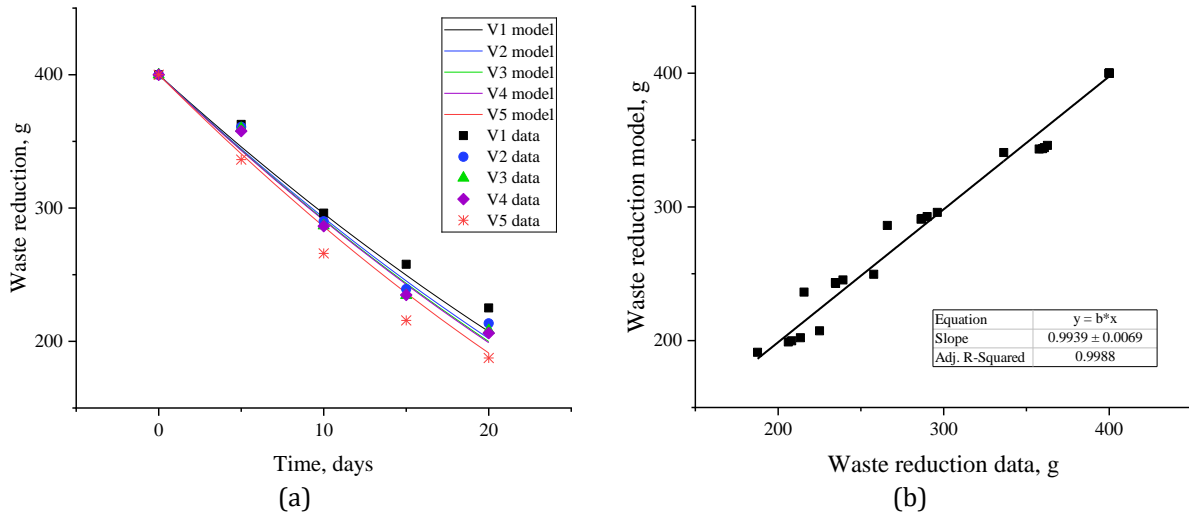 V1 model
V2 model
V3 model
V4 model
V5 model
V1 data
V2 data
V3 data
V4 data
V5 data
400
300
200
0
10
20
Waste reduction, g
Time, days
(a)
400
300
200
200
300
400
Waste reduction model, g
Equation y = b*x
Slope 0.9939 ± 0.0069
Adj. R-Squared 0.9988
Waste reduction data, g
(b)